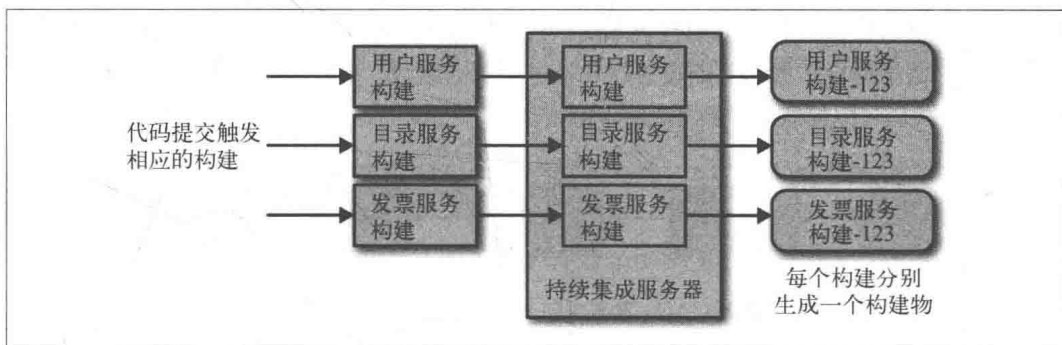 代码提交触发
相应的构建
用户服务
构建
目录服务
构建
发票服务
构建
用户服务
构建
目录服务
构建
发票服务
构建
持续集成服务器
用户服务
构建-123
目录服务
构建-123
发票服务
构建-123
每个构建分别
生成一个构建物